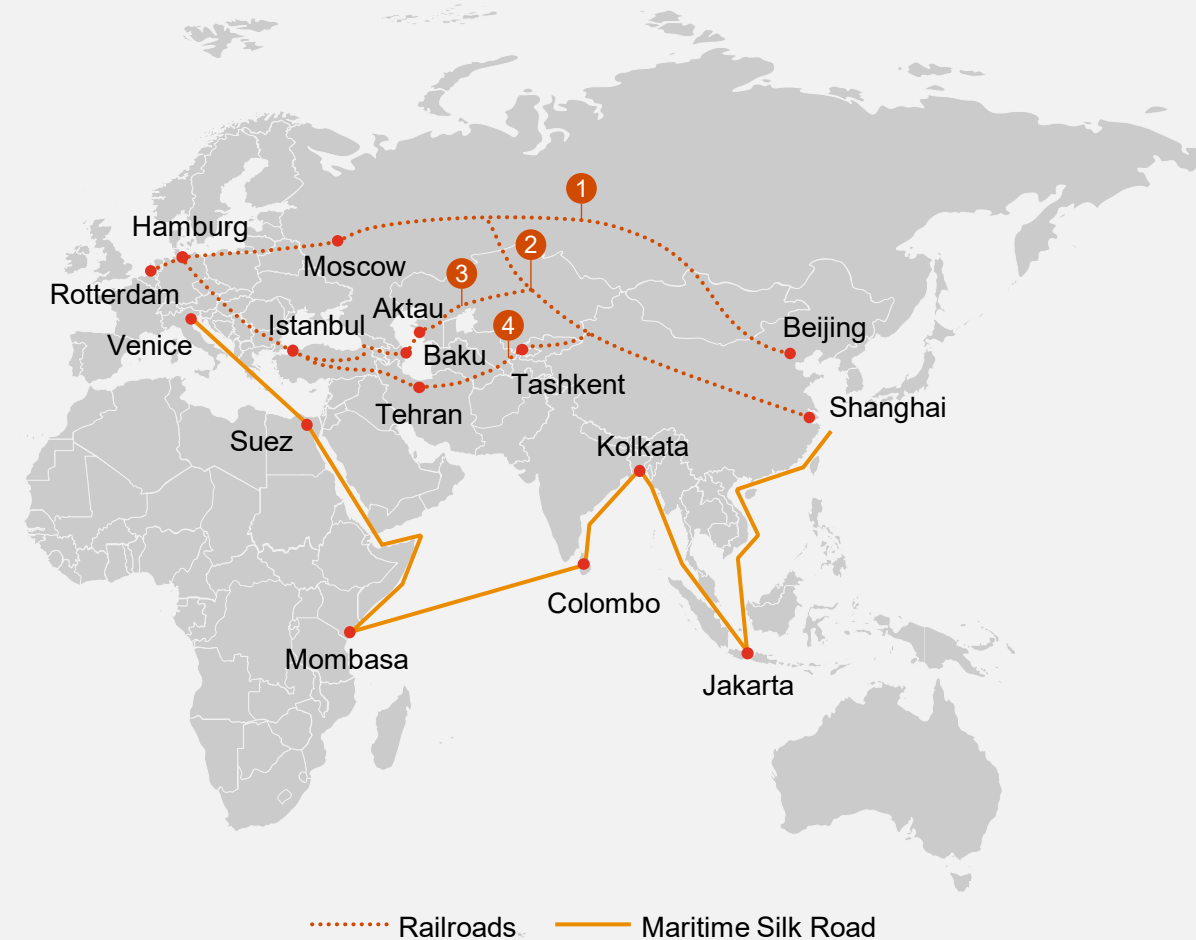 1
Hamburg
2
Moscow
3
Rotterdam
Aktau
Istanbul
4
Beijing
Venice
Baku
Tashkent
Shanghai
Tehran
Suez
Kolkata
Colombo
Mombasa
Jakarta
Railroads
Maritime Silk Road